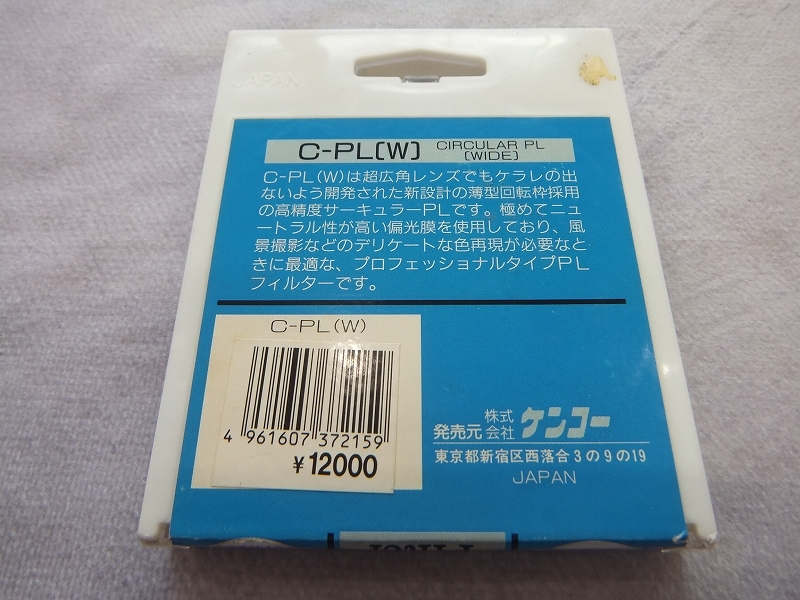 JAPAN
C-PL(W) CIRCULAR PL
(WIDE)
C-PL(W)は超広角レンズでもケラレの出
ないよう開発された新設計の薄型回転枠採用
の高精度サーキュラーPLです。極めてニュ
ートラル性が高い偏光膜を使用しており、風
景撮影などのデリケートな色再現が必要なと
きに最適な、プロフェッショナルタイプPL
フィルターです。
C-PL(W)
4 961607 372159
¥12000
発売元 株式会社 ケンコー
東京都新宿区西落合3の9の19
JAPAN